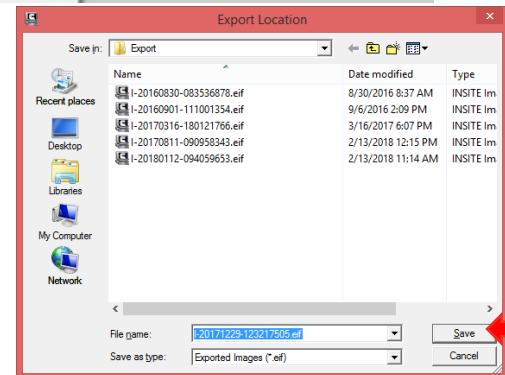 Export Location
Save in: Export
Name Date modified Type
I-20160830-083536878.eif 8/30/2016 8:37 AM INSITE Im
I-20160901-111001354.eif 9/6/2016 2:09 PM INSITE Im
I-20170316-180121766.eif 3/16/2017 6:07 PM INSITE Im
I-20170811-090958343.eif 2/13/2018 12:15 PM INSITE Im
I-20180112-094059653.eif 2/13/2018 11:14 AM INSITE Im
Recent places
Desktop
Libraries
My Computer
Network
File name: I-20171229-123217505.eif Save
Save as type: Exported Images (*.eif) Cancel